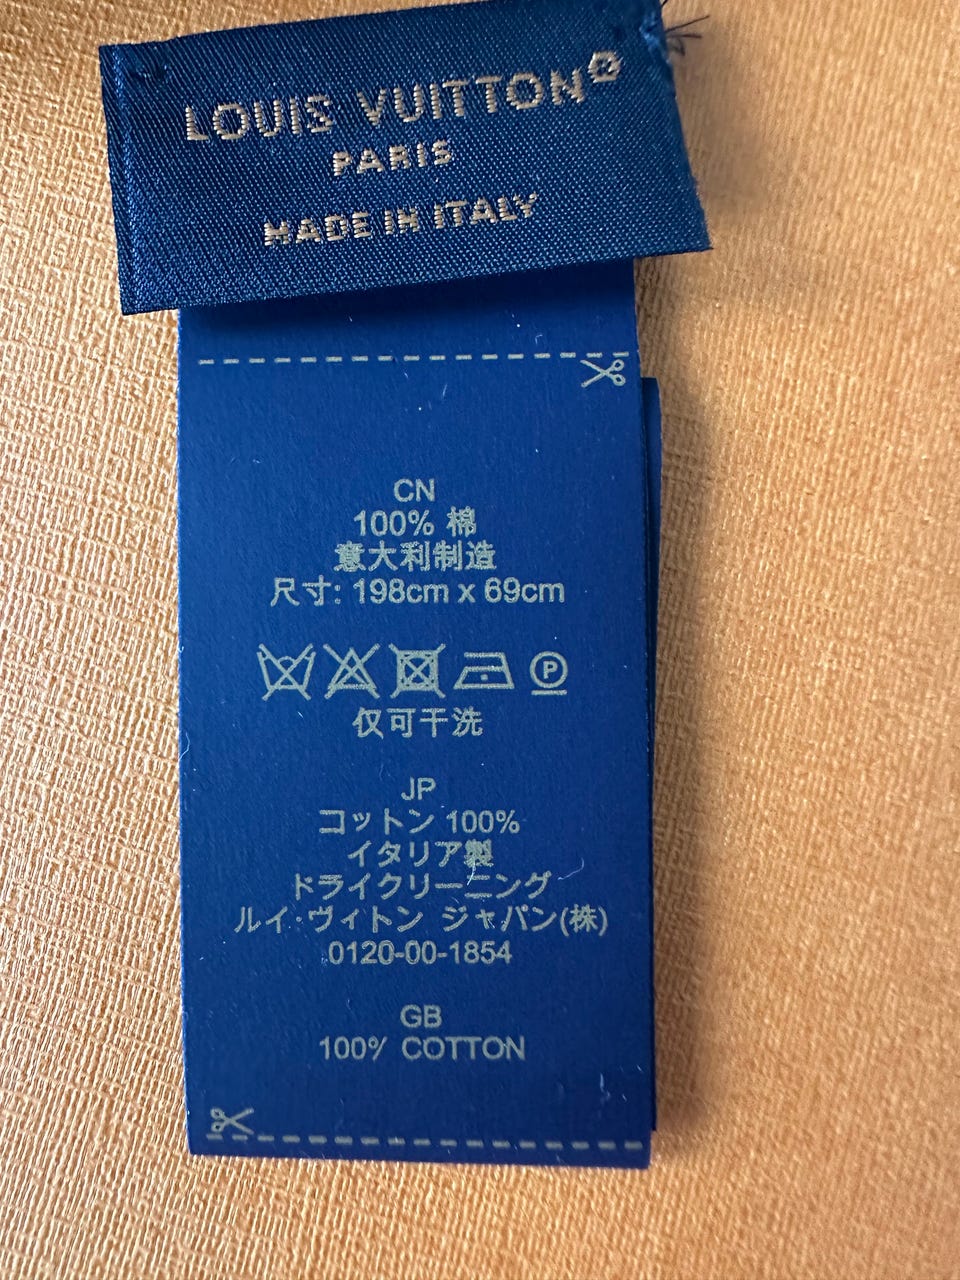 LOUIS VUITTON®
PARIS
MADE IN ITALY
CN
100% 棉
意大利制造
尺寸: 198cm x 69cm
P
仅可干洗
JP
コットン 100%
イタリア製
ドライクリーニング
ルイ·ヴィトン ジャパン(株)
0120-00-1854
GB
100% COTTON